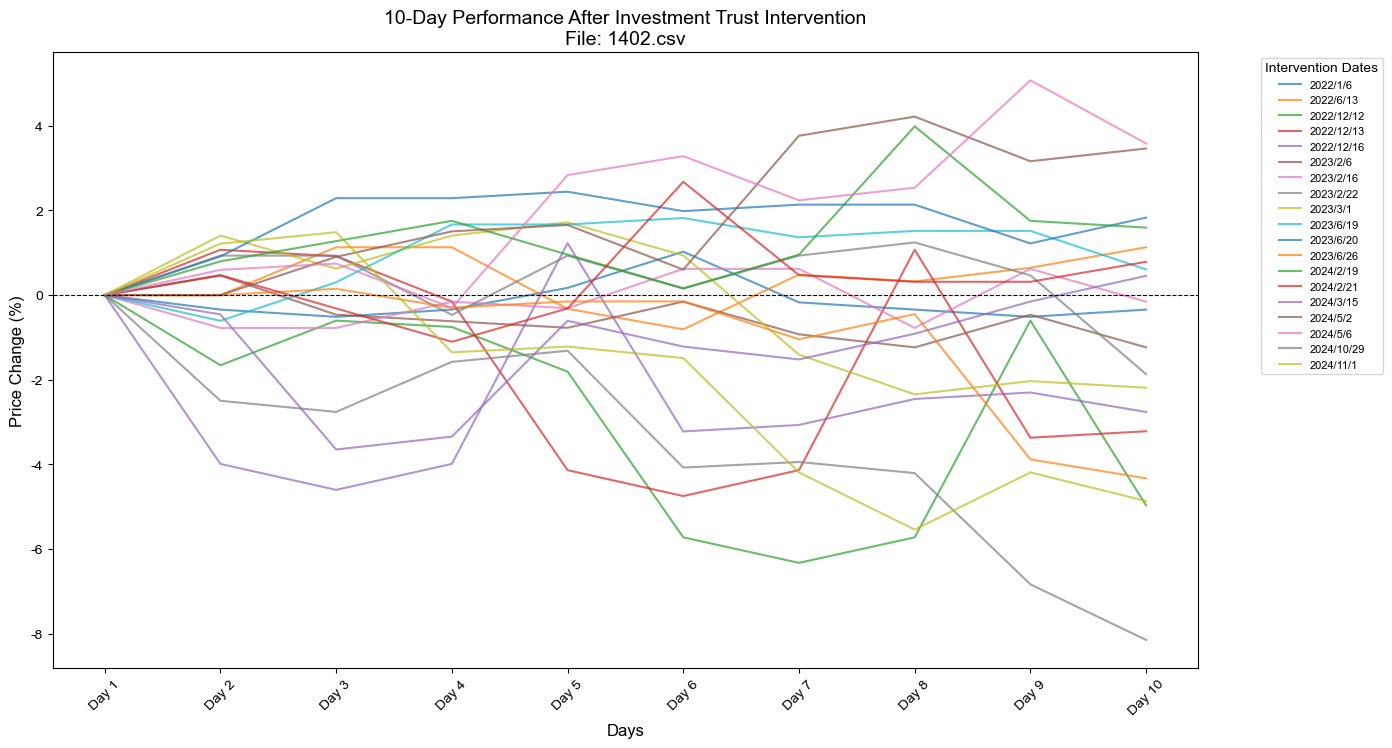 10-Day Performance After Investment Trust Intervention
File: 1402.csv
Price Change (%)
4
2
0
-2
-4
-6
-8
Day 1
Day 2
Day 3
Day 4
Day 5
Day 6
Day 7
Day 8
Day 9
Day 10
Days
Intervention Dates
2022/1/6
2022/6/13
2022/12/12
2022/12/13
2022/12/16
2023/2/6
2023/2/16
2023/2/22
2023/3/1
2023/6/19
2023/6/20
2023/6/26
2024/2/19
2024/2/21
2024/3/15
2024/5/2
2024/5/6
2024/10/29
2024/11/1